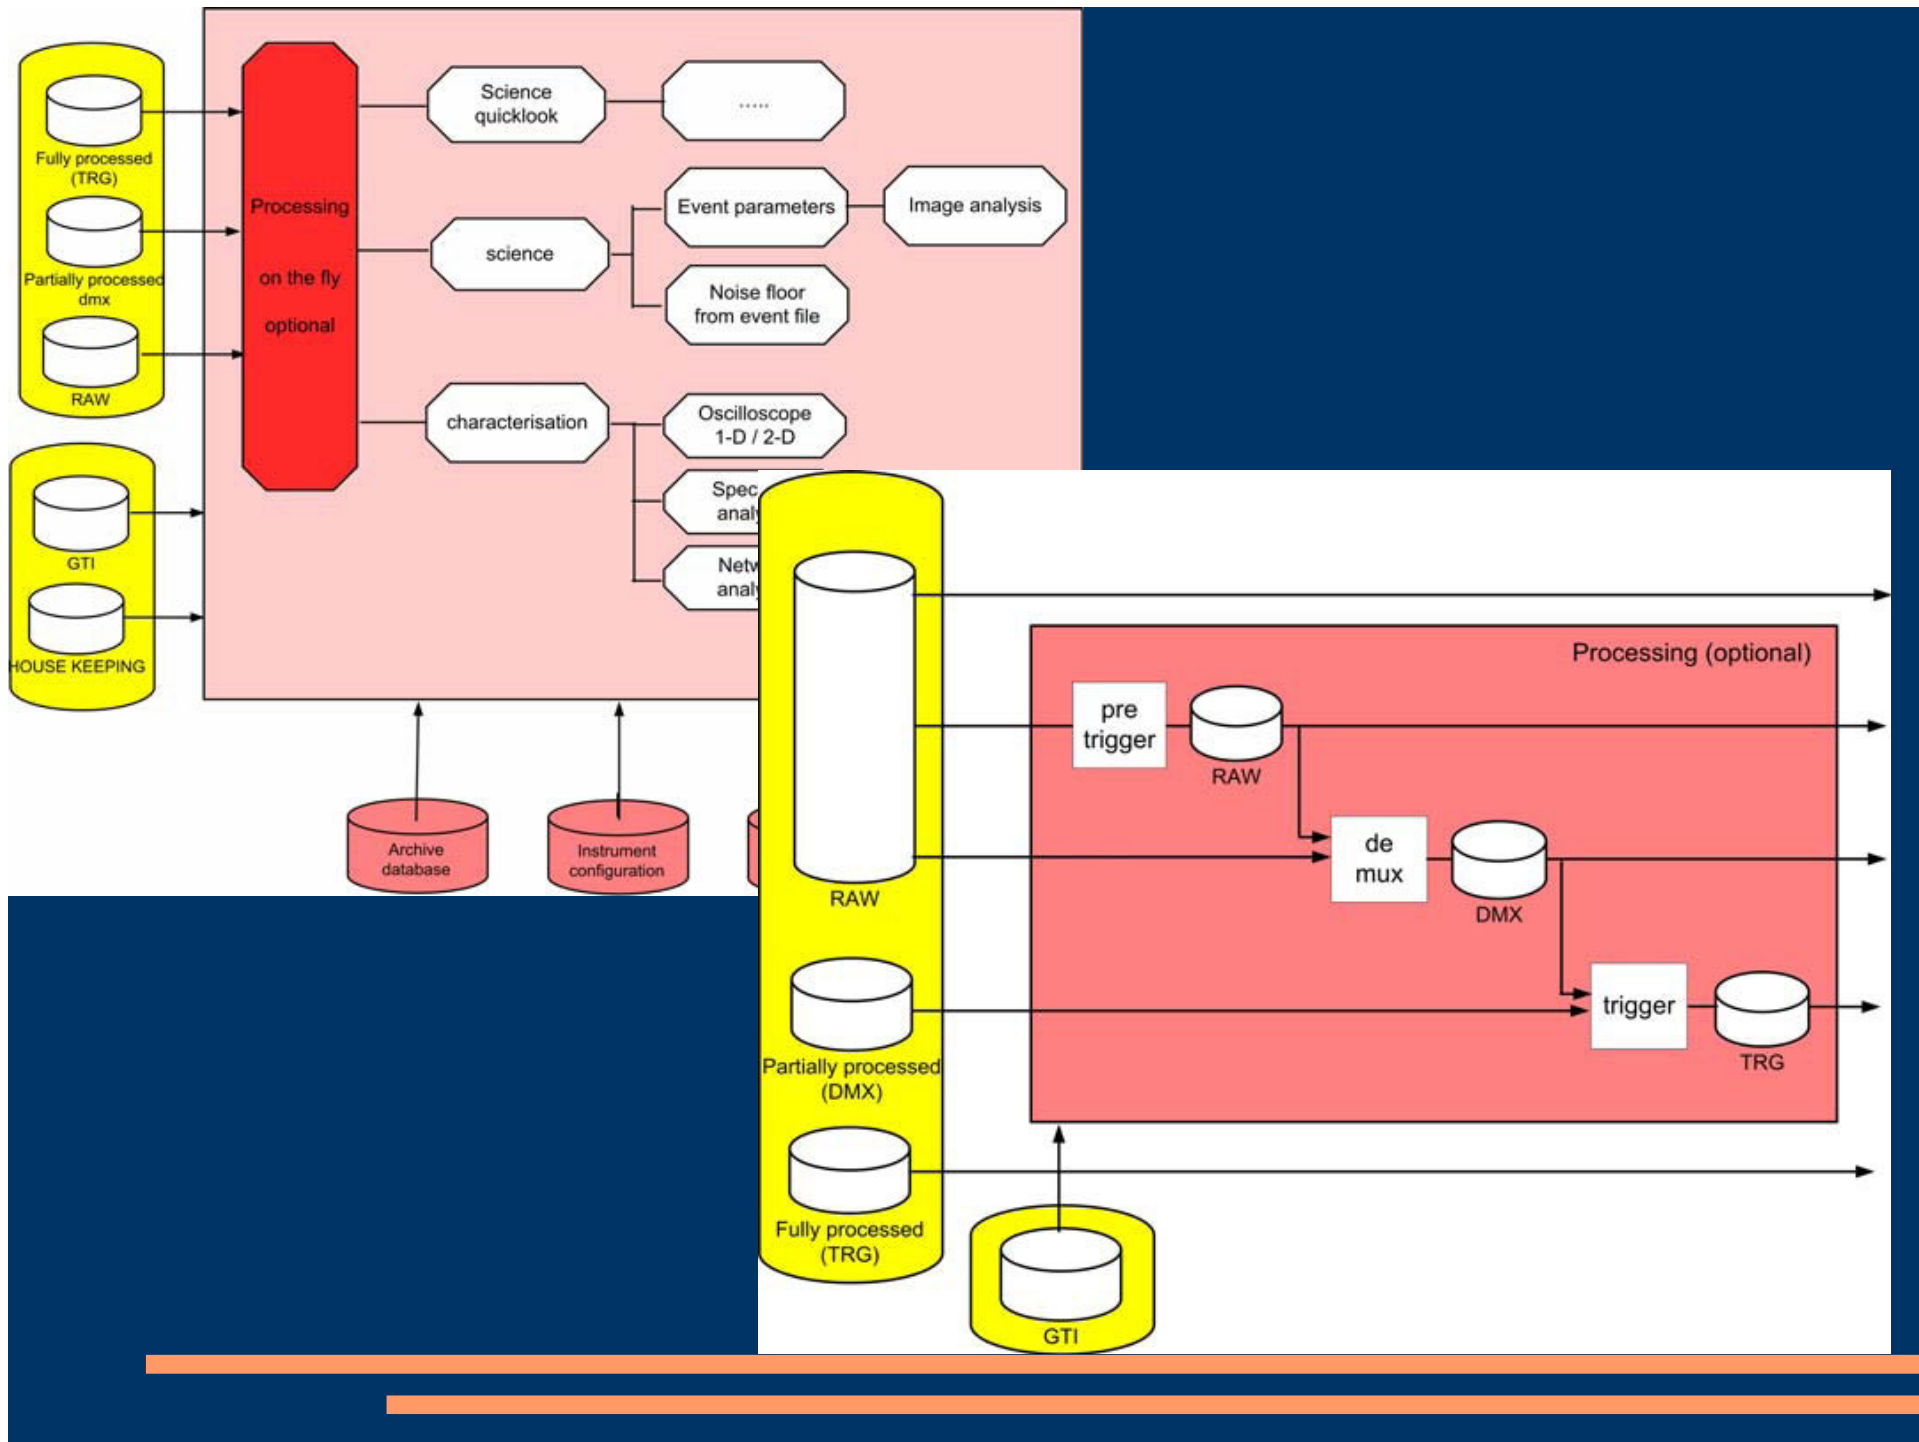 Fully processed
(TRG)
Partially processed
dmx
RAW
GTI
HOUSE KEEPING
Processing
on the fly
optional
Science
quicklook
.....
science
Event parameters
Image analysis
Noise floor
from event file
characterisation
Oscilloscope
1-D / 2-D
Archive
database
Instrument
configuration
RAW
Partially processed
(DMX)
Fully processed
(TRG)
GTI
Processing (optional)
pre
trigger
RAW
de
mux
DMX
trigger
TRG